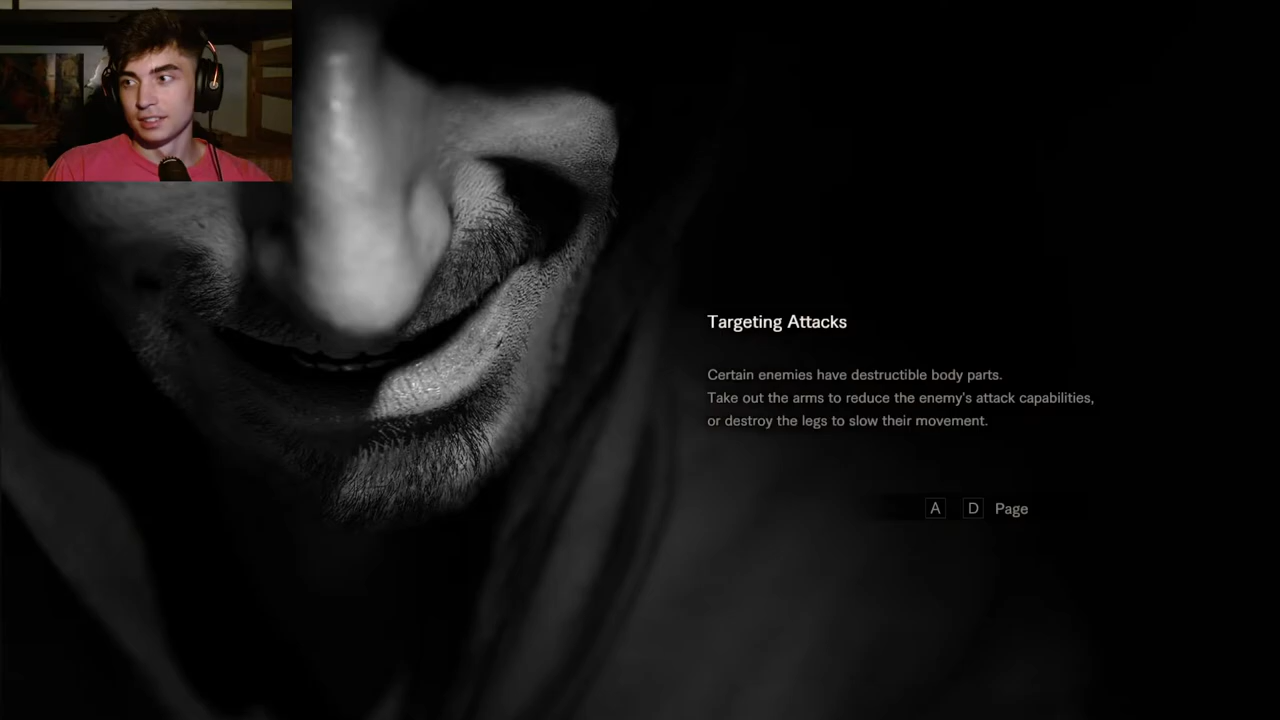 Targeting Attacks
Certain enemies have destructible body parts.
Take out the arms to reduce the enemy's attack capabilities,
or destroy the legs to slow their movement.
A D Page